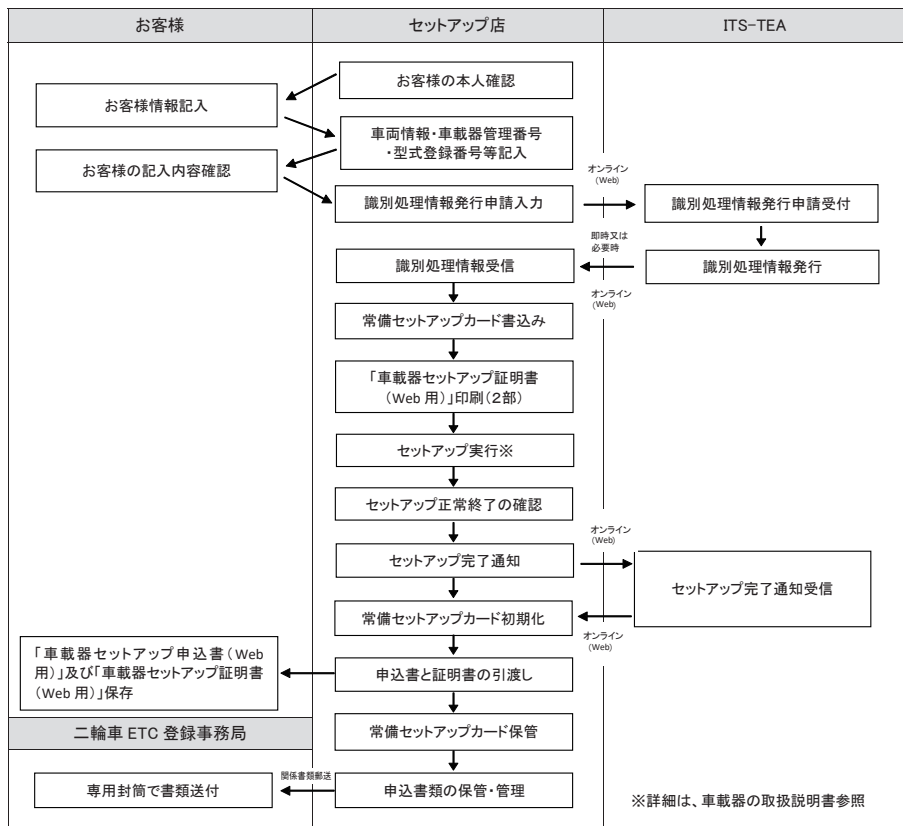 お客様
セットアップ店
ITS-TEA
お客様の本人確認
お客様情報記入
車両情報・車載器管理番号
・型式登録番号等記入
お客様の記入内容確認
オンライン
(Web)
識別処理情報発行申請入力
識別処理情報発行申請受付
即時又は
必要時
識別処理情報受信
識別処理情報発行
オンライン
(Web)
常備セットアップカード書込み
「車載器セットアップ証明書
(Web 用)」印刷(2部)
セットアップ実行※
セットアップ正常終了の確認
オンライン
(Web)
セットアップ完了通知
セットアップ完了通知受信
常備セットアップカード初期化
オンライン
(Web)
「車載器セットアップ申込書(Web
用)」及び「車載器セットアップ証明書
(Web 用)」保存
申込書と証明書の引渡し
二輪車 ETC 登録事務局
常備セットアップカード保管
関係書類郵送
専用封筒で書類送付
申込書類の保管・管理
※詳細は、車載器の取扱説明書参照